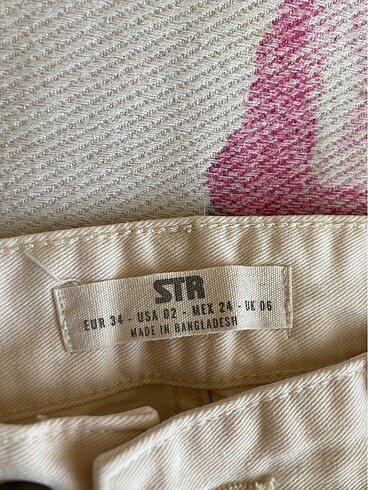 STR
EUR 34 - USA 02 - MEX 24 - UK 06
MADE IN BANGLADESH